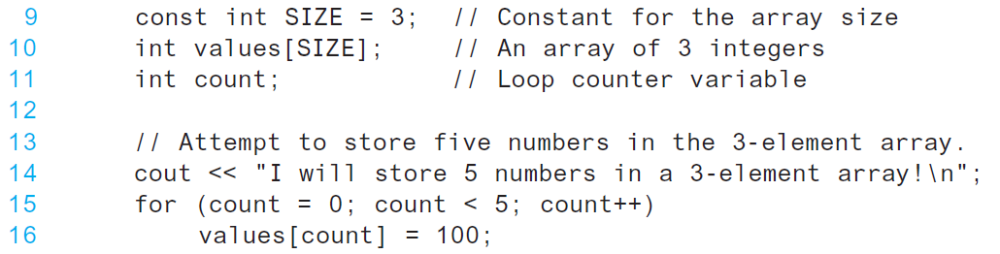 9 const int SIZE = 3; // Constant for the array size
10 int values[SIZE]; // An array of 3 integers
11 int count; // Loop counter variable
12
13 // Attempt to store five numbers in the 3-element array.
14 cout << "I will store 5 numbers in a 3-element array!\n";
15 for (count = 0; count < 5; count++)
16 values[count] = 100;